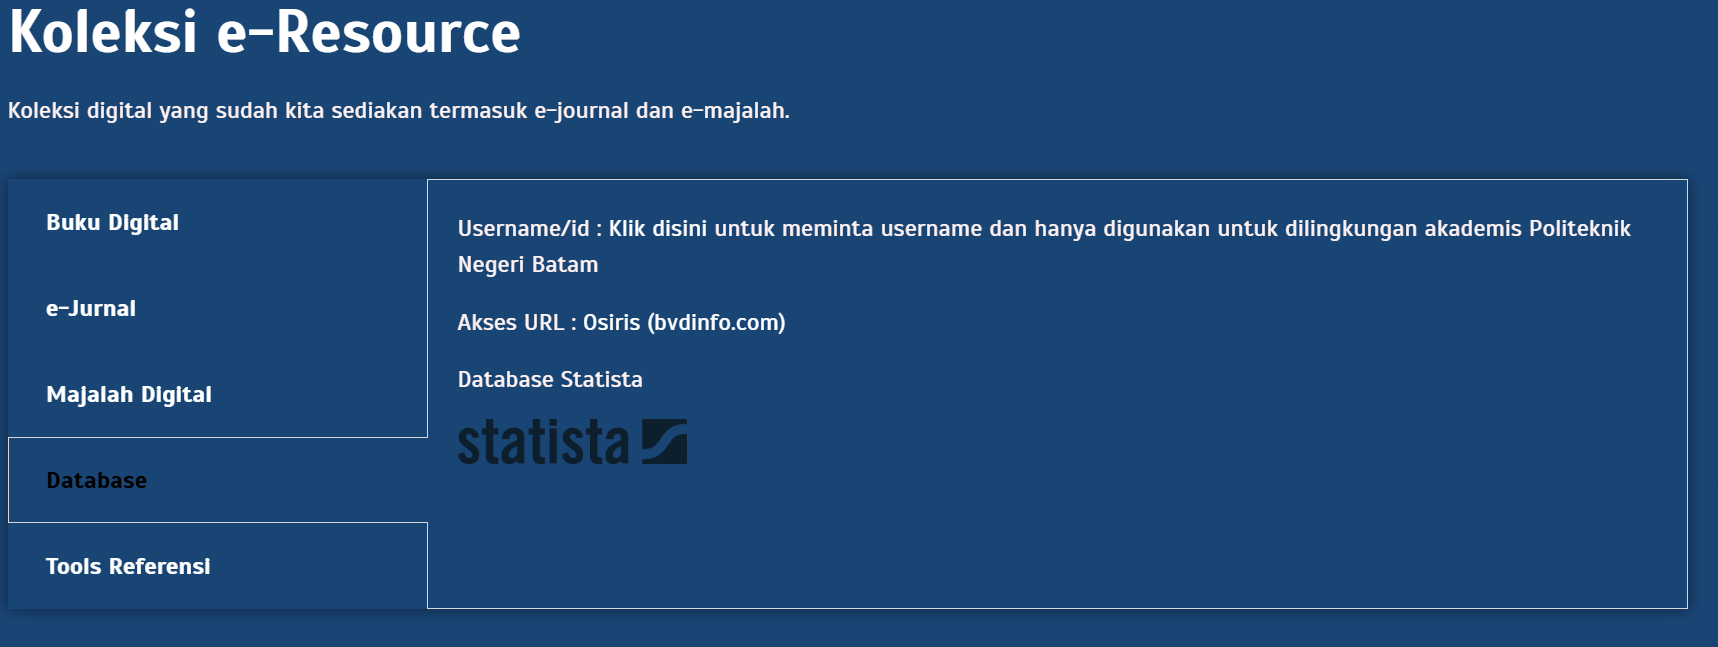 Koleksi e-Resource
Koleksi digital yang sudah kita sediakan termasuk e-journal dan e-majalah.
Buku Digital
e-Jurnal
Majalah Digital
Database
Tools Referensi
Username/id : Klik disini untuk meminta username dan hanya digunakan untuk dilingkungan akademis Politeknik
Negeri Batam
Akses URL : Osiris (bvdinfo.com)
Database Statista
statista